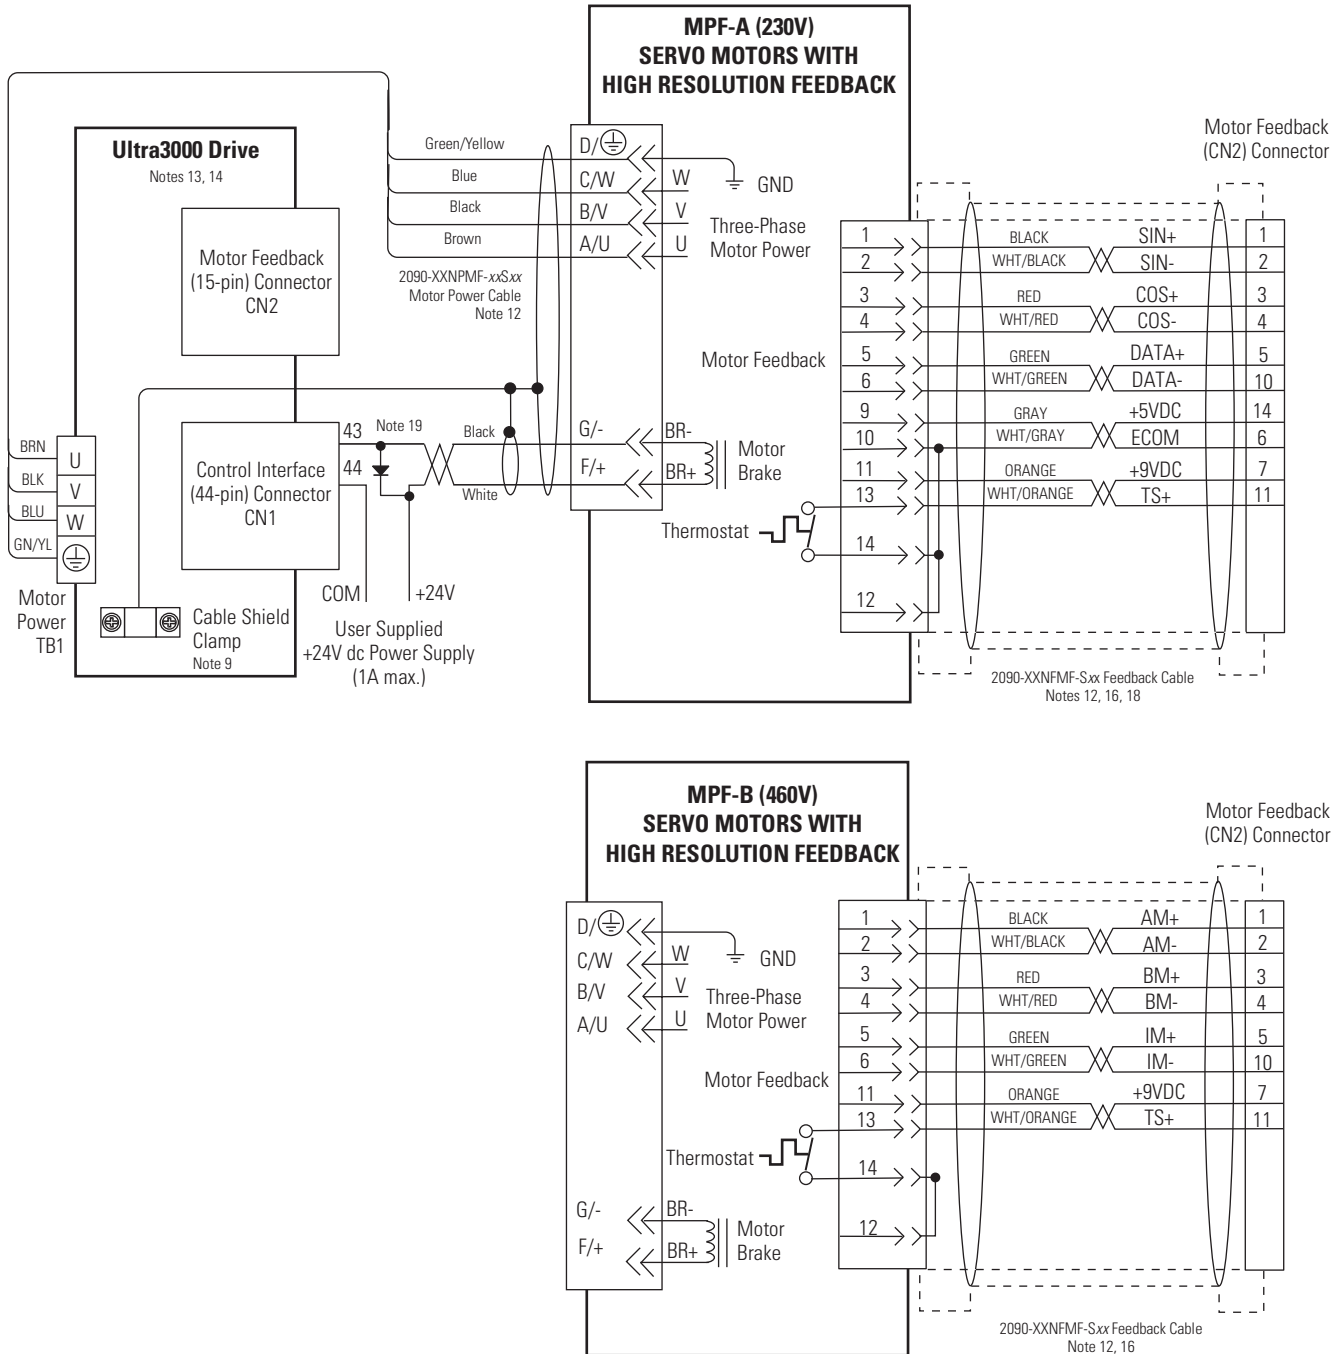 MPF-A (230V)
SERVO MOTORS WITH
HIGH RESOLUTION FEEDBACK
Ultra3000 Drive
Notes 13, 14
Motor Feedback
(15-pin) Connector
CN2
Control Interface
(44-pin) Connector
CN1
BRN
U
BLK
V
BLU
W
GN/YL
Motor
Power
TB1
Cable Shield
Clamp
Note 9
43
44
Note 19
COM
+24V
User Supplied
+24V dc Power Supply
(1A max.)
Green/Yellow
Blue
Black
Brown
2090-XXNPMF-xxSxx
Motor Power Cable
Note 12
Black
White
D/
C/W
B/V
A/U
G/-
F/+
W
V
U
GND
Three-Phase
Motor Power
Motor Feedback
BR-
BR+
Motor
Brake
Thermostat
Motor Feedback
(CN2) Connector
1 BLACK SIN+ 1
2 WHT/BLACK SIN- 2
3 RED COS+ 3
4 WHT/RED COS- 4
5 GREEN DATA+ 5
6 WHT/GREEN DATA- 10
9 GRAY +5VDC 14
10 WHT/GRAY ECOM 6
11 ORANGE +9VDC 7
13 WHT/ORANGE TS+ 11
14
12
2090-XXNFMF-Sxx Feedback Cable
Notes 12, 16, 18
MPF-B (460V)
SERVO MOTORS WITH
HIGH RESOLUTION FEEDBACK
D/
C/W
B/V
A/U
G/-
F/+
W
V
U
GND
Three-Phase
Motor Power
Motor Feedback
Thermostat
BR-
BR+
Motor
Brake
Motor Feedback
(CN2) Connector
1 BLACK AM+ 1
2 WHT/BLACK AM- 2
3 RED BM+ 3
4 WHT/RED BM- 4
5 GREEN IM+ 5
6 WHT/GREEN IM- 10
11 ORANGE +9VDC 7
13 WHT/ORANGE TS+ 11
14
12
2090-XXNFMF-Sxx Feedback Cable
Note 12, 16